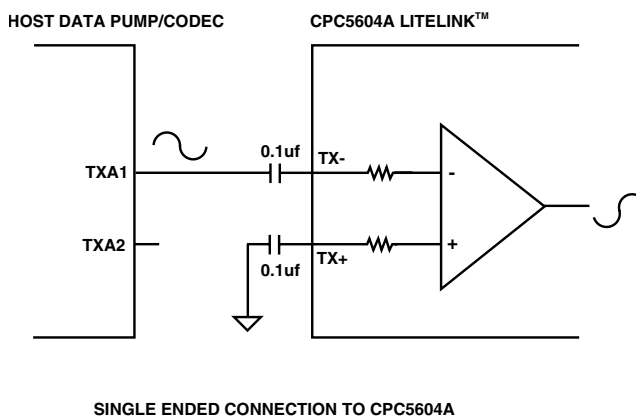 HOST DATA PUMP/CODEC
CPC5604A LITELINK™
0.1uf
TX-
TXA1
-
TXA2
+
0.1uf
TX+
SINGLE ENDED CONNECTION TO CPC5604A